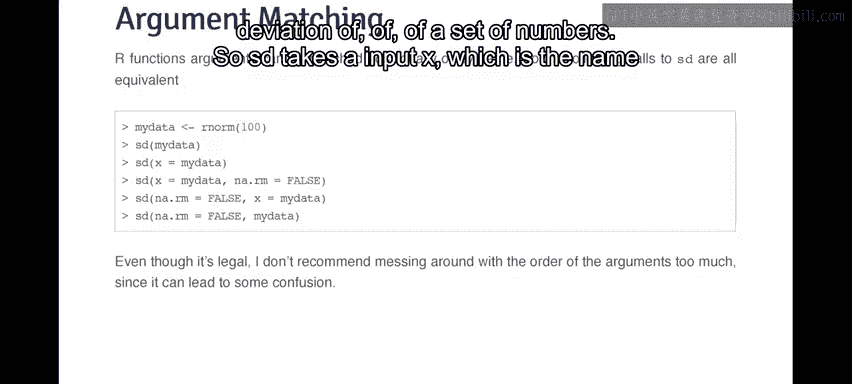 Argument Matching
deviation of, of, of a set of numbers.
So sd takes a input x, which is the name
R functions arg alls to sd are all
equivalent
> mydata <- rnorm(100)
> sd(mydata)
> sd(x = mydata)
> sd(x = mydata, na.rm = FALSE)
> sd(na.rm = FALSE, x = mydata)
> sd(na.rm = FALSE, mydata)
Even though it's legal, I don't recommend messing around with the order of the arguments too much,
since it can lead to some confusion.